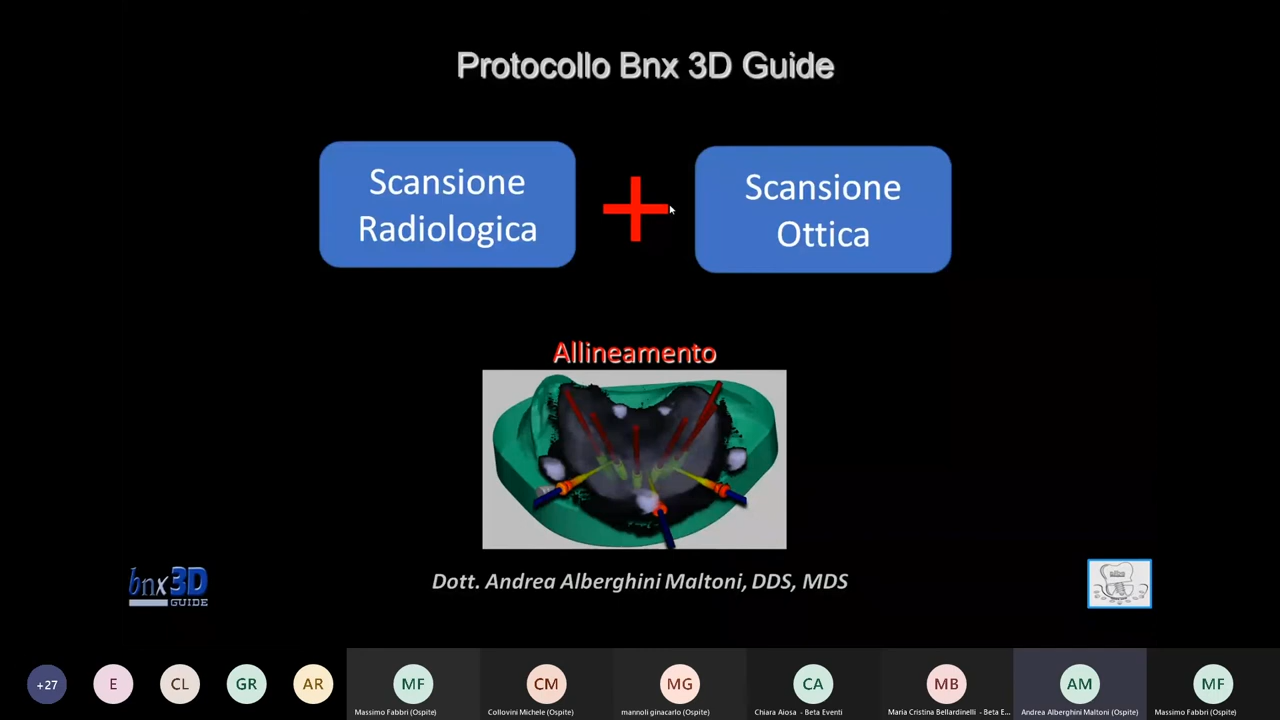 Protocollo Bnx 3D Guide
Scansione
Radiologica
Scansione
Ottica
Allineamento
bnx3D
GUIDE
Dott. Andrea Alberghini Maltoni, DDS, MDS
+27
E
CL
GR
AR
MF
CM
MG
CA
MB
AM
MF
Massimo Fabbri (Ospite)
Collovini Michele (Ospite)
mannoli ginacarlo (Ospite)
Chiara Aiosa - Beta Eventi
Maria Cristina Bellardinelli - Beta E...
Andrea Alberghini Maltoni (Ospite)
Massimo Fabbri (Ospite)